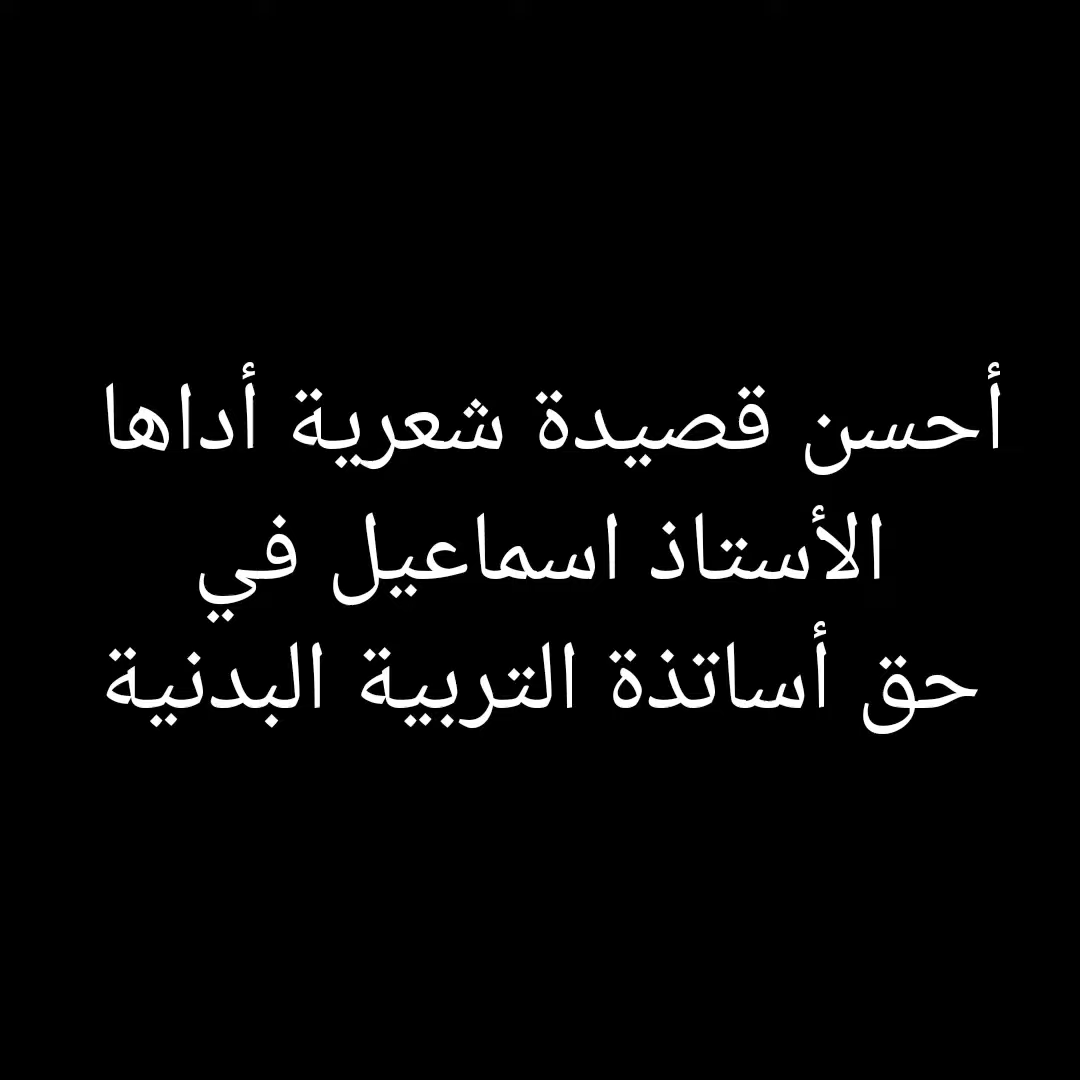 أحسن قصيدة شعرية أداها
الأستاذ اسماعيل في
حق أساتذة التربية البدنية